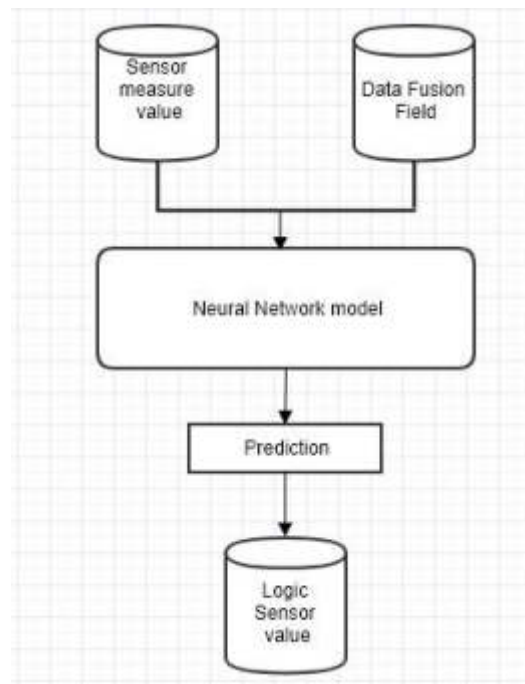 Sensor
measure
value
Data Fusion
Field
Neural Network model
Prediction
Logic
Sensor
value